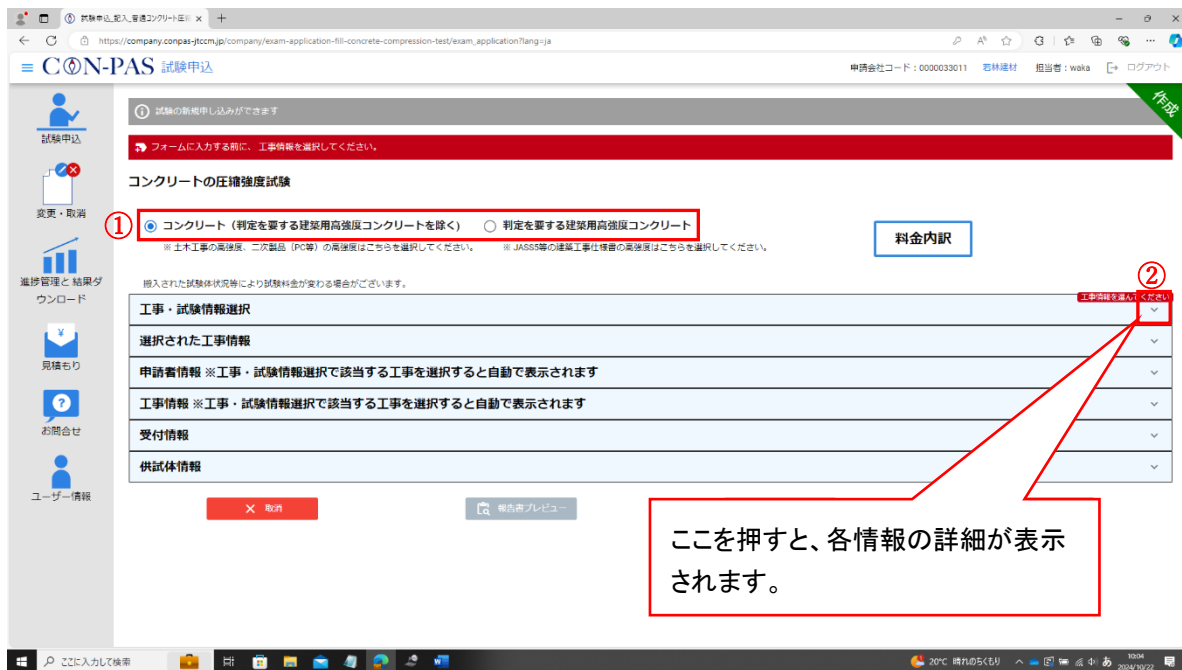 試験申込_記入_普通コンクリート圧
https://company.conpas-jtccm.jp/company/exam-application-fill-concrete-compression-test/exam_application?lang=ja
CON-PAS 試験申込
申請会社コード：0000033011 若林建材 担当者：waka ログアウト
作成
試験の新規申し込みができます
試験申込
フォームに入力する前に、工事情報を選択してください。
コンクリートの圧縮強度試験
変更・取消
① コンクリート（判定を要する建築用高強度コンクリートを除く） 判定を要する建築用高強度コンクリート
※ 土木工事の高強度、二次製品（PC等）の高強度はこちらを選択してください。 ※ JASS5等の建築工事仕様書の高強度はこちらを選択してください。
料金内訳
進捗管理と 結果ダ
ウンロード
搬入された試験体状況等により試験料金が変わる場合がございます。
②
工事情報を選んでください
工事・試験情報選択
選択された工事情報
見積もり
申請者情報 ※工事・試験情報選択で該当する工事を選択すると自動で表示されます
工事情報 ※工事・試験情報選択で該当する工事を選択すると自動で表示されます
お問合せ
受付情報
供試体情報
ユーザー情報
取消
報告書プレビュー
ここを押すと、各情報の詳細が表示
されます。
ここに入力して検索
20°C 晴れのちくもり
あ
10:04
2024/10/22